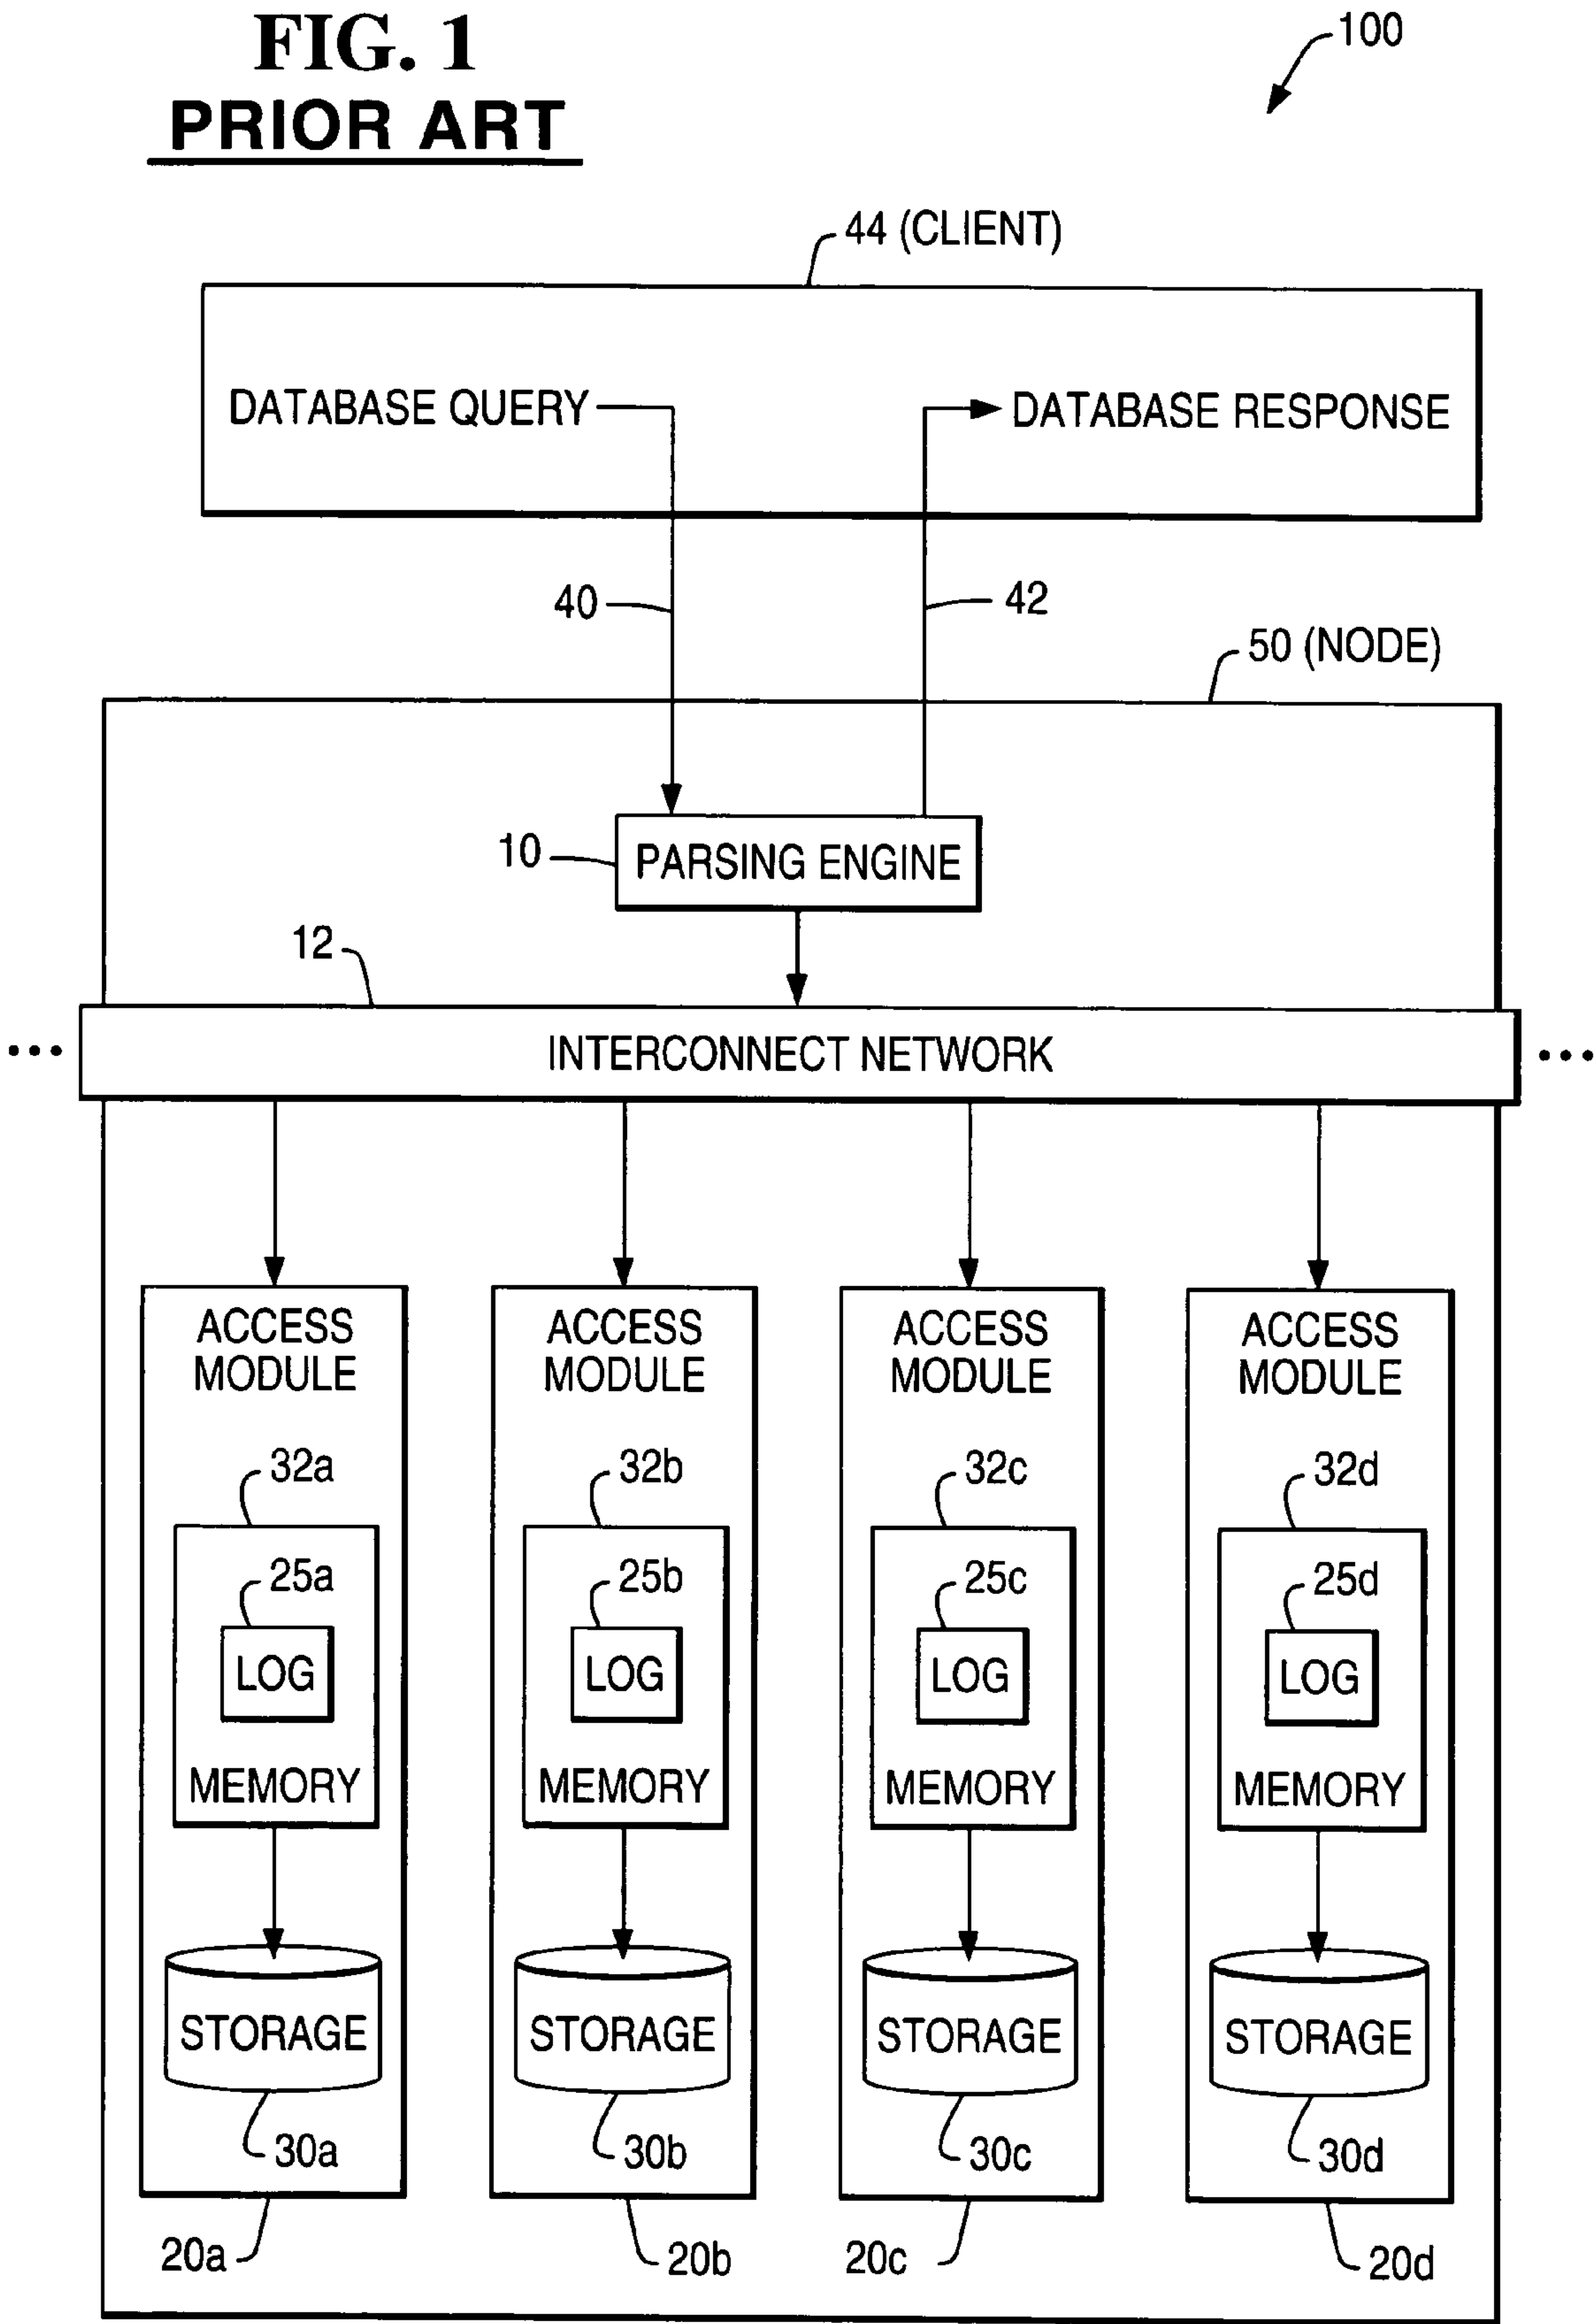 FIG. 1
PRIOR ART
100
44 (CLIENT)
DATABASE QUERY
DATABASE RESPONSE
40
42
50 (NODE)
10
PARSING ENGINE
12
INTERCONNECT NETWORK
ACCESS MODULE
ACCESS MODULE
ACCESS MODULE
ACCESS MODULE
32a
32b
32c
32d
25a
25b
25c
25d
LOG
LOG
LOG
LOG
MEMORY
MEMORY
MEMORY
MEMORY
STORAGE
STORAGE
STORAGE
STORAGE
30a
30b
30c
30d
20a
20b
20c
20d